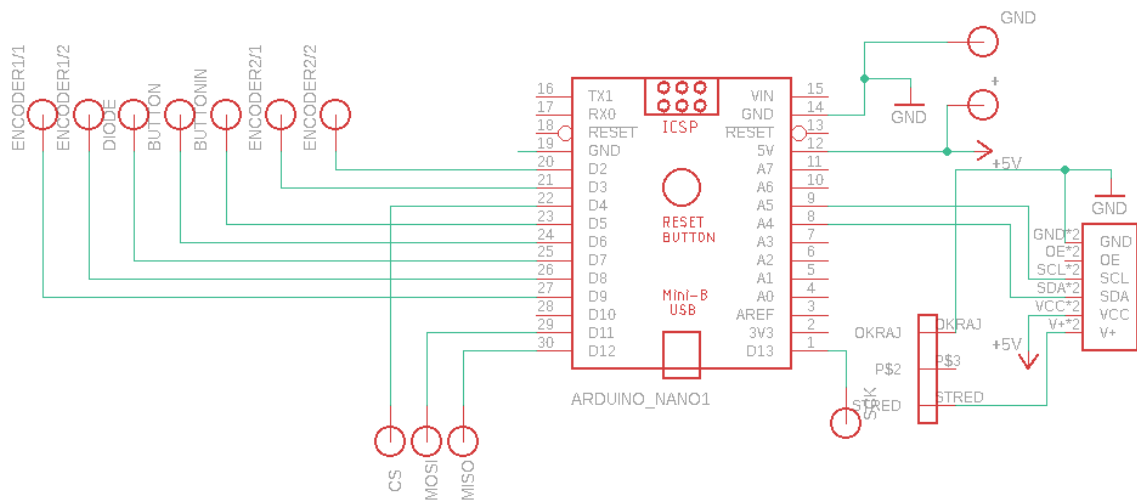 ENCODER1/1
ENCODER1/2
DIODE
BUTTON
BUTTONIN
ENCODER2/1
ENCODER2/2
16 TX1
17 RX0
18 RESET
19 GND
20 D2
21 D3
22 D4
23 D5
24 D6
25 D7
26 D8
27 D9
28 D10
29 D11
30 D12
ICSP
RESET
BUTTON
Mini-B
USB
VIN 15
GND 14
RESET 13
5V 12
A7 11
A6 10
A5 9
A4 8
A3 7
A2 6
A1 5
A0 4
AREF 3
3V3 2
D13 1
ARDUINO_NANO1
CS
MOSI
MISO
SCK
GND
+
GND
+5V
GND
GND*2 GND
OE*2 OE
SCL*2 SCL
SDA*2 SDA
VCC*2 VCC
V+*2 V+
+5V
OKRAJ OKRAJ
P$2 P$3
STRED STRED